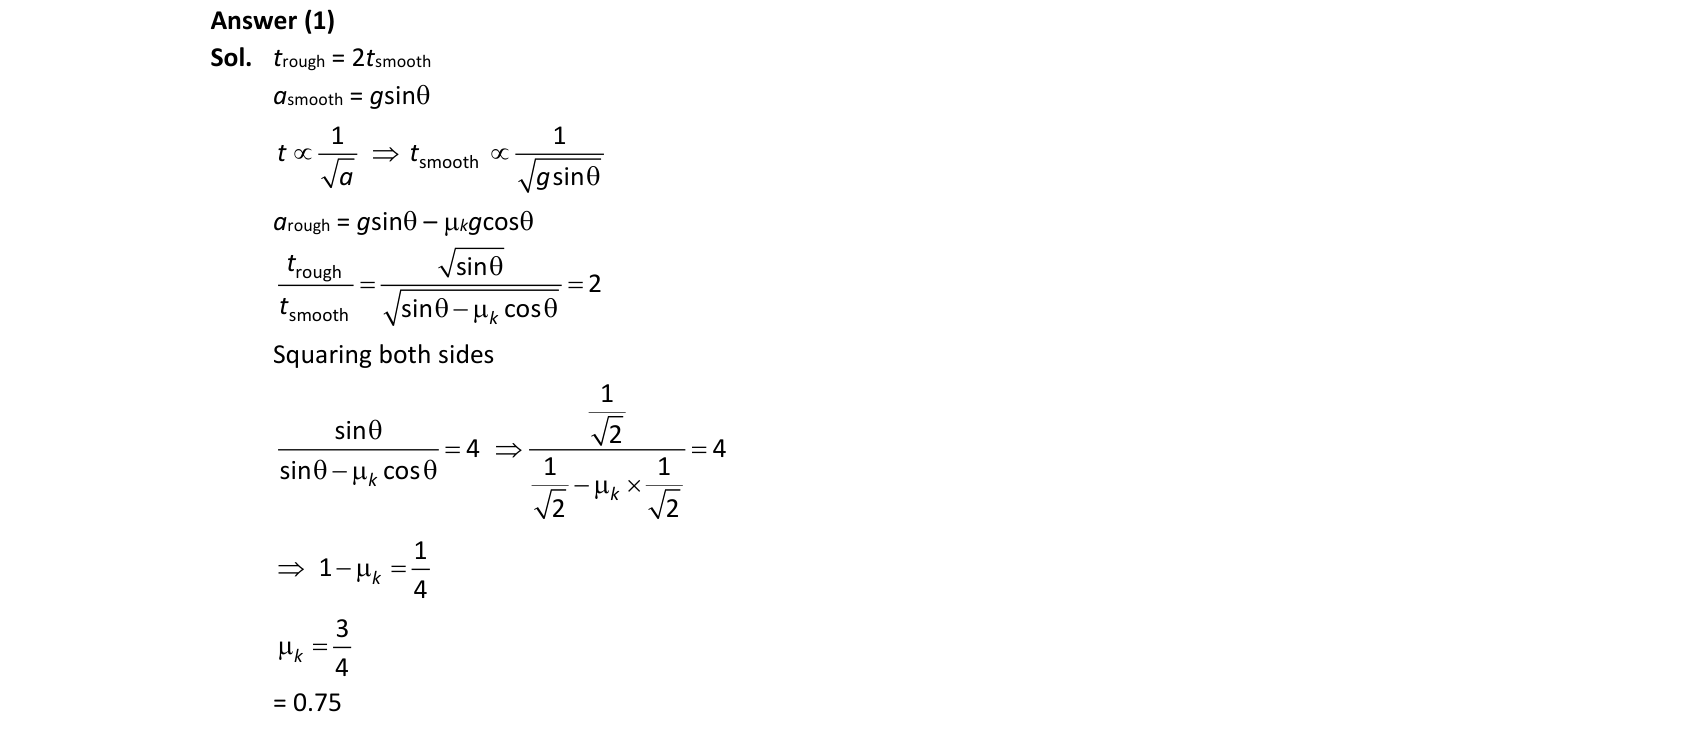 Answer (1)
Sol. t_rough = 2t_smooth
a_smooth = gsinθ
t ∝ 1/√a ⇒ t_smooth ∝ 1/√(g sinθ)
a_rough = gsinθ – μ_k gcosθ
t_rough/t_smooth = √(sinθ)/√(sinθ – μ_k cosθ) = 2
Squaring both sides
sinθ/(sinθ – μ_k cosθ) = 4 ⇒ (1/√2)/(1/√2 – μ_k × 1/√2) = 4
⇒ 1 – μ_k = 1/4
μ_k = 3/4
= 0.75